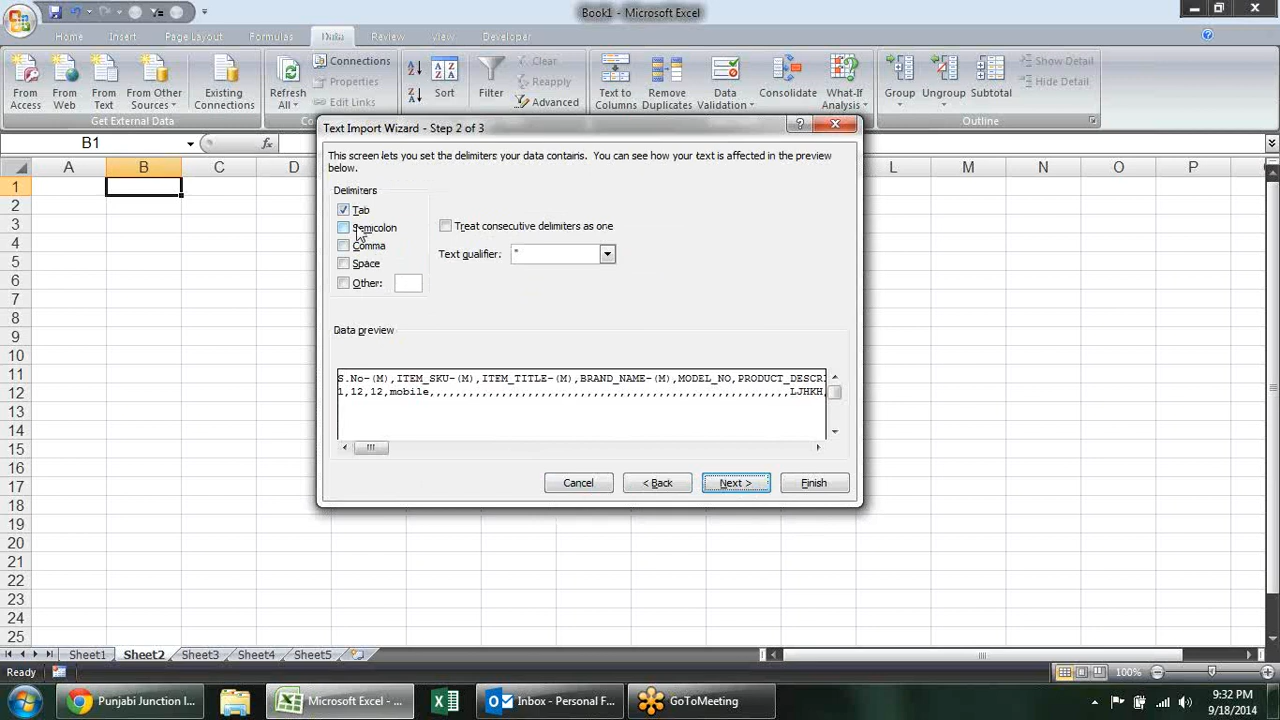 Book1 - Microsoft Excel
Home Insert Page Layout Formulas Data Review View Developer
From Access
From Web
From Text
From Other Sources
Existing Connections
Get External Data
Refresh All
Connections
Properties
Edit Links
Sort
Filter
Clear
Reapply
Advanced
Text to Columns
Remove Duplicates
Data Validation
Consolidate
What-If Analysis
Group
Ungroup
Subtotal
Show Detail
Hide Detail
Outline
B1 fx
A B C D L M N O P
Text Import Wizard - Step 2 of 3
This screen lets you set the delimiters your data contains. You can see how your text is affected in the preview
below.
Delimiters
Tab
Semicolon
Comma
Space
Other:
Treat consecutive delimiters as one
Text qualifier: "
Data preview
S.No-(M),ITEM_SKU-(M),ITEM_TITLE-(M),BRAND_NAME-(M),MODEL_NO,PRODUCT_DESCRI
1,12,12,mobile,,,,,,,,,,,,,,,,,,,,,,,,,,,,,,,,,,,,,,,,,,,,,,,,,,,,,,,LJHKH,
Cancel < Back Next > Finish
1
2
3
4
5
6
7
8
9
10
11
12
13
14
15
16
17
18
19
20
21
22
23
24
25
Sheet1 Sheet2 Sheet3 Sheet4 Sheet5
Ready 100%
Punjabi Junction I... Microsoft Excel - ... Inbox - Personal F... GoToMeeting
9:32 PM
9/18/2014